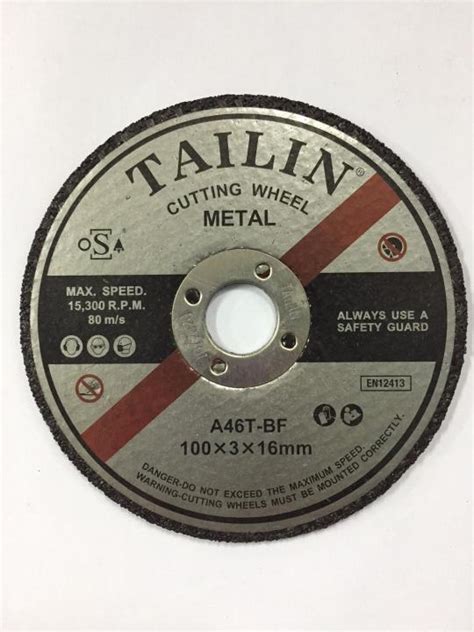 TAILIN®
CUTTING WHEEL
METAL
oSA
MAX. SPEED.
15,300 R.P.M.
80 m/s
ALWAYS USE A
SAFETY GUARD
EN12413
A46T-BF
100×3×16mm
DANGER-DO NOT EXCEED THE MAXIMUM SPEED.
WARNING-CUTTING WHEELS MUST BE MOUNTED CORRECTLY.